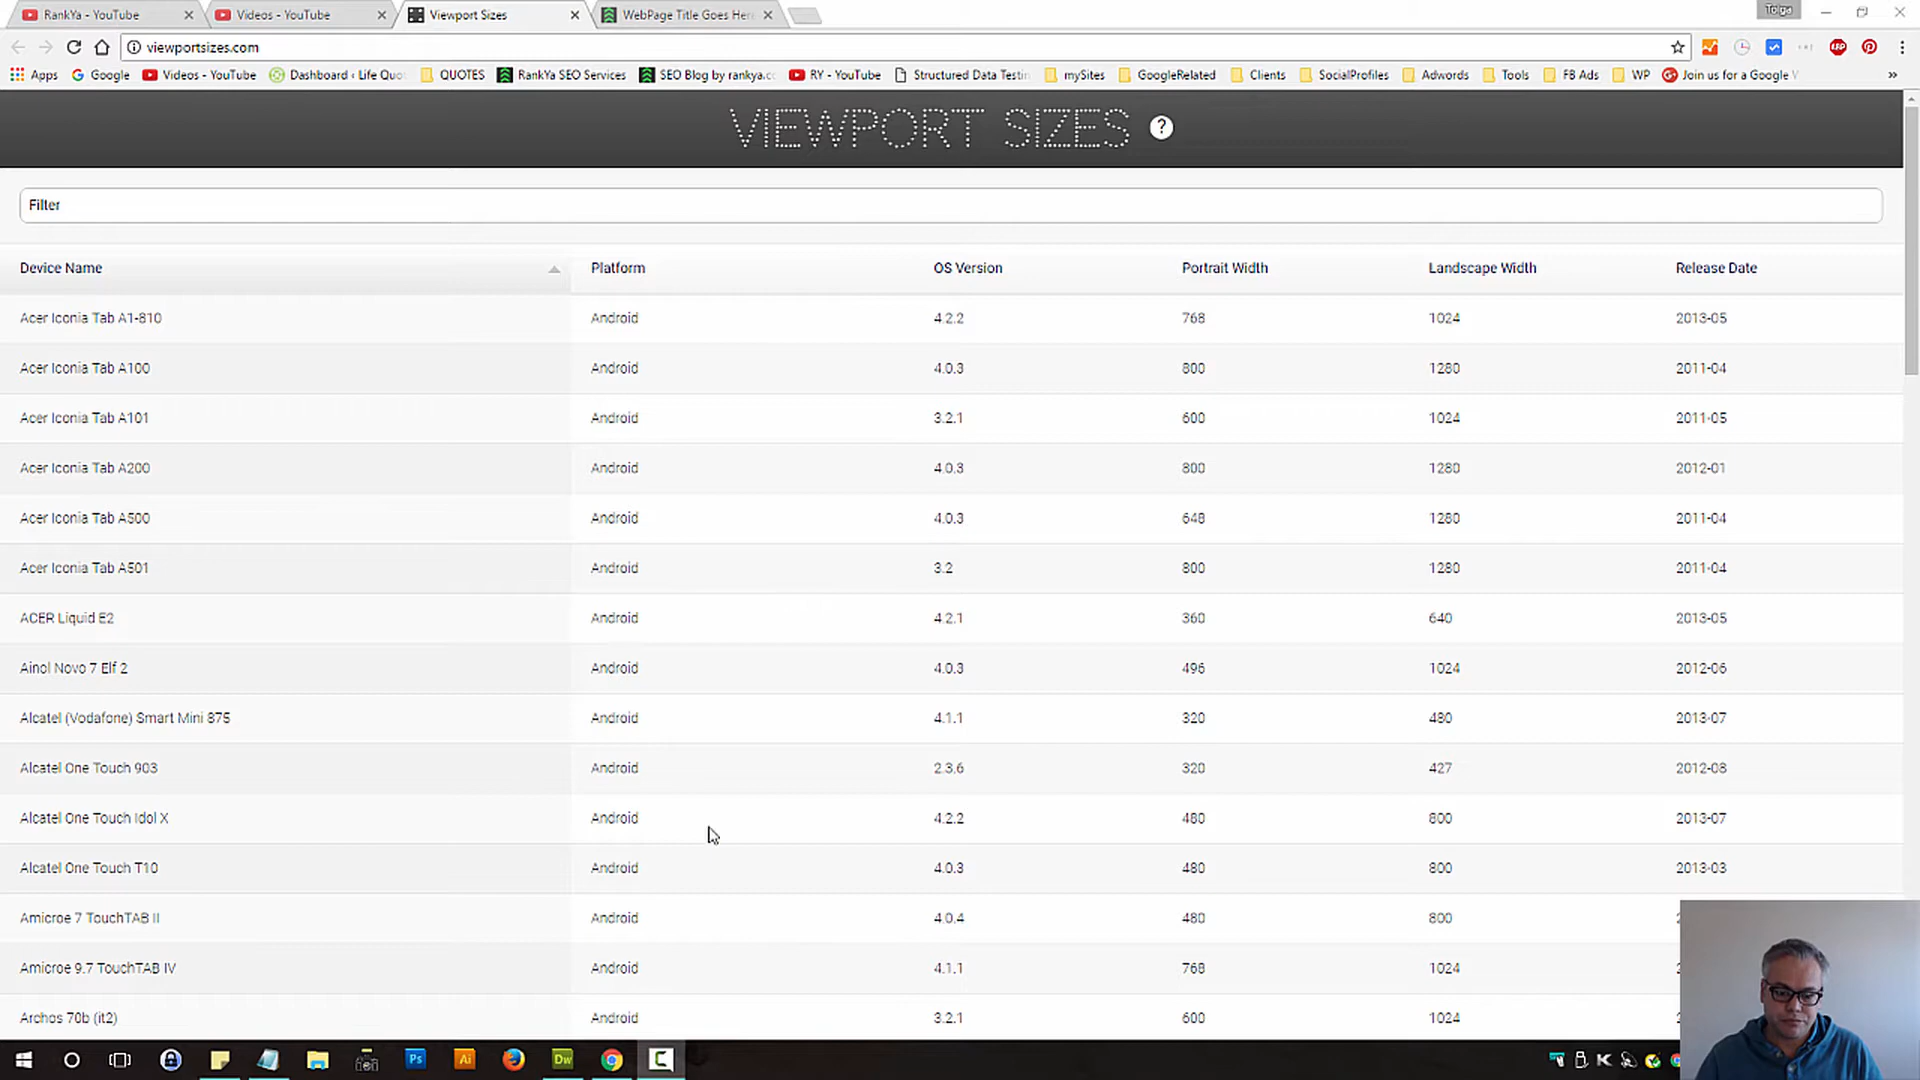 RankYa - YouTube
Videos - YouTube
Viewport Sizes
WebPage Title Goes Her
Tolga
viewportsizes.com
Apps
Google
Videos - YouTube
Dashboard ‹ Life Quo
QUOTES
RankYa SEO Services
SEO Blog by rankya.c
RY - YouTube
Structured Data Testin
mySites
GoogleRelated
Clients
SocialProfiles
Adwords
Tools
FB Ads
WP
Join us for a Google
VIEWPORT SIZES ?
Filter
Device Name Platform OS Version Portrait Width Landscape Width Release Date
Acer Iconia Tab A1-810 Android 4.2.2 768 1024 2013-05
Acer Iconia Tab A100 Android 4.0.3 800 1280 2011-04
Acer Iconia Tab A101 Android 3.2.1 600 1024 2011-05
Acer Iconia Tab A200 Android 4.0.3 800 1280 2012-01
Acer Iconia Tab A500 Android 4.0.3 648 1280 2011-04
Acer Iconia Tab A501 Android 3.2 800 1280 2011-04
ACER Liquid E2 Android 4.2.1 360 640 2013-05
Ainol Novo 7 Elf 2 Android 4.0.3 496 1024 2012-06
Alcatel (Vodafone) Smart Mini 875 Android 4.1.1 320 480 2013-07
Alcatel One Touch 903 Android 2.3.6 320 427 2012-08
Alcatel One Touch Idol X Android 4.2.2 480 800 2013-07
Alcatel One Touch T10 Android 4.0.3 480 800 2013-03
Amicroe 7 TouchTAB II Android 4.0.4 480 800
Amicroe 9.7 TouchTAB IV Android 4.1.1 768 1024
Archos 70b (it2) Android 3.2.1 600 1024
Ps
Ai
Dw